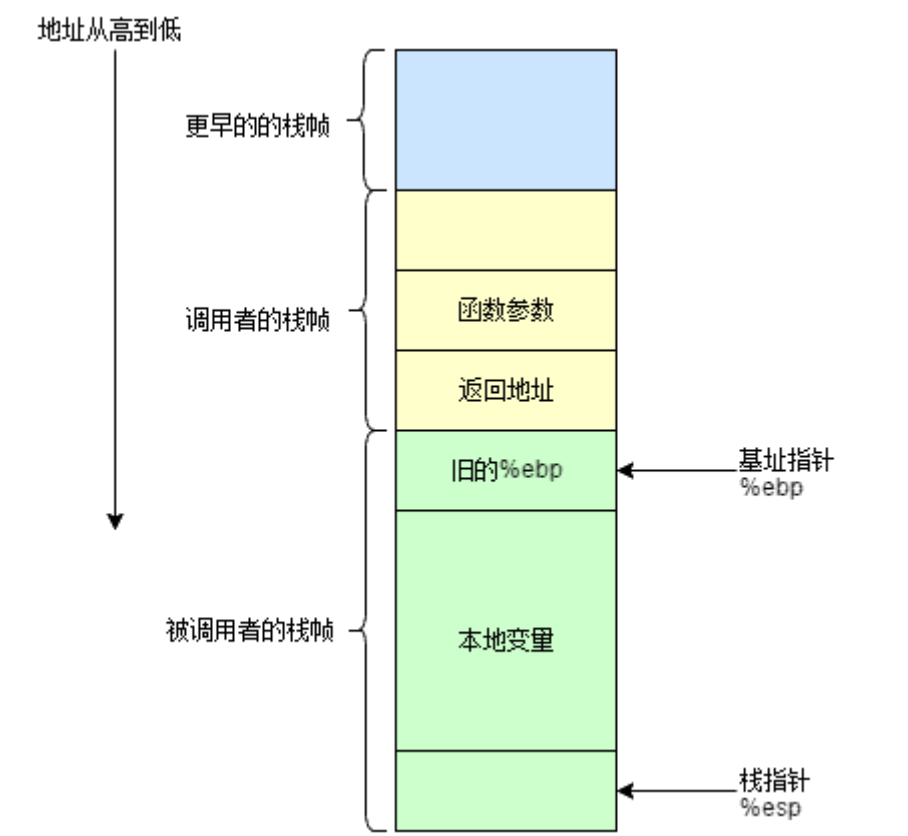 地址从高到低
更早的的栈帧
调用者的栈帧
函数参数
返回地址
旧的%ebp
基址指针
%ebp
被调用者的栈帧
本地变量
栈指针
%esp